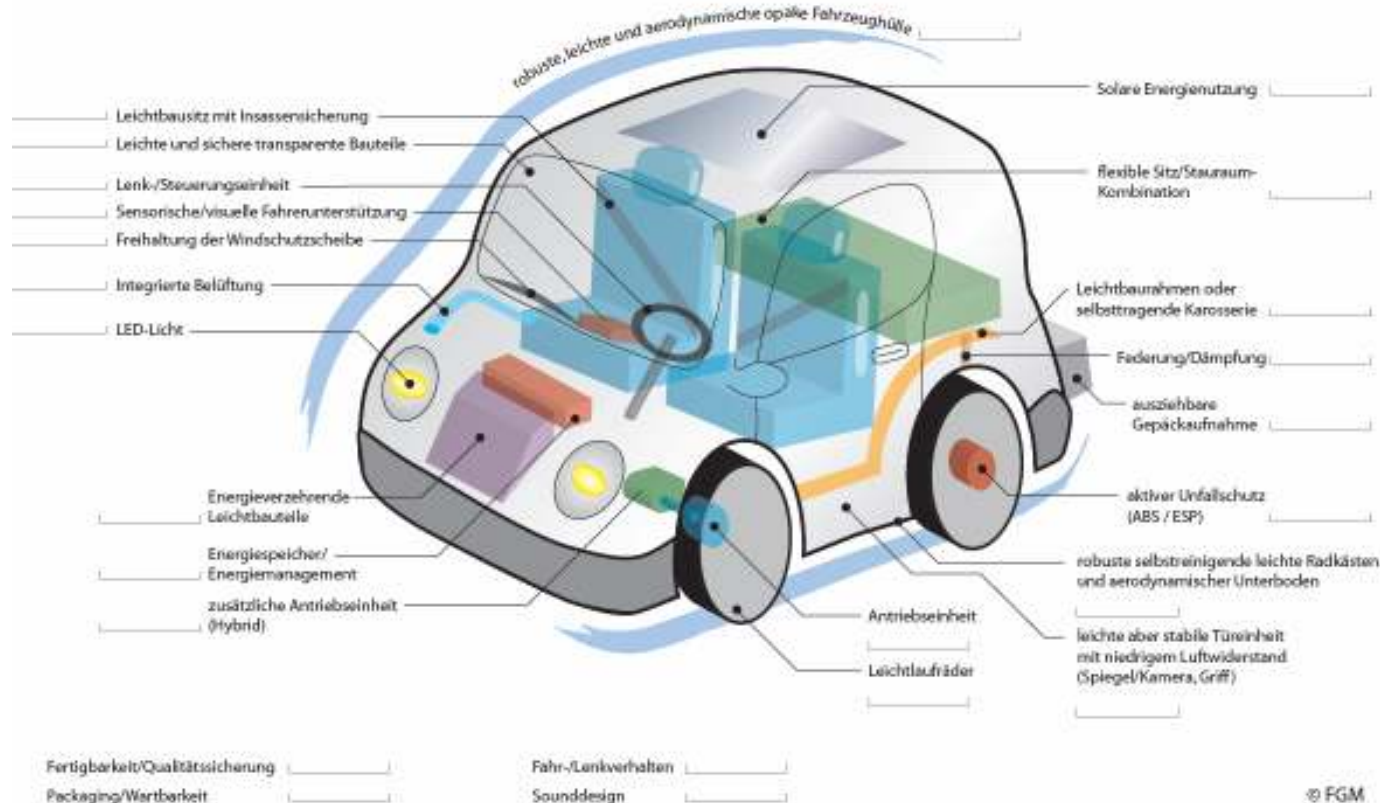 robuste, leichte und aerodynamische opake Fahrzeughülle
Solare Energienutzung
Leichtbausitz mit Insassensicherung
Leichte und sichere transparente Bauteile
flexible Sitz/Stauraum-
Kombination
Lenk-/Steuerungseinheit
Sensorische/visuelle Fahrerunterstützung
Freihaltung der Windschutzscheibe
Integrierte Belüftung
Leichtbaurahmen oder
selbsttragende Karosserie
LED-Licht
Federung/Dämpfung
ausziehbare
Gepäckaufnahme
Energieverzehrende
Leichtbauteile
aktiver Unfallschutz
(ABS / ESP)
Energiespeicher/
Energiemanagement
robuste selbstreinigende leichte Radkästen
und aerodynamischer Unterboden
zusätzliche Antriebseinheit
(Hybrid)
Antriebseinheit
leichte aber stabile Türeinheit
mit niedrigem Luftwiderstand
(Spiegel/Kamera, Griff)
Leichtlaufräder
Fertigbarkeit/Qualitätssicherung
Fahr-/Lenkverhalten
Packaging/Wartbarkeit
Sounddesign
© FGM